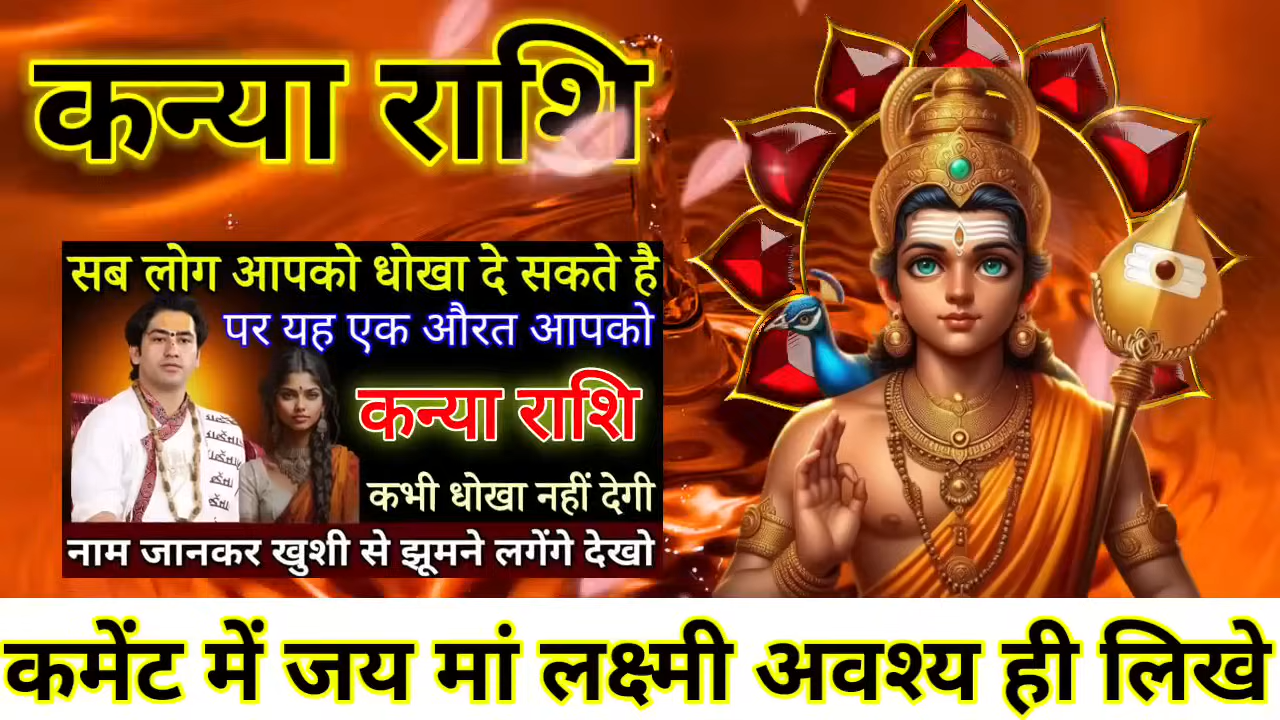 कन्या राशि
सब लोग आपको धोखा दे सकते है
पर यह एक औरत आपको
कन्या राशि
कभी धोखा नहीं देगी
नाम जानकर खुशी से झूमने लगेंगे देखो
कमेंट में जय मां लक्ष्मी अवश्य ही लिखे